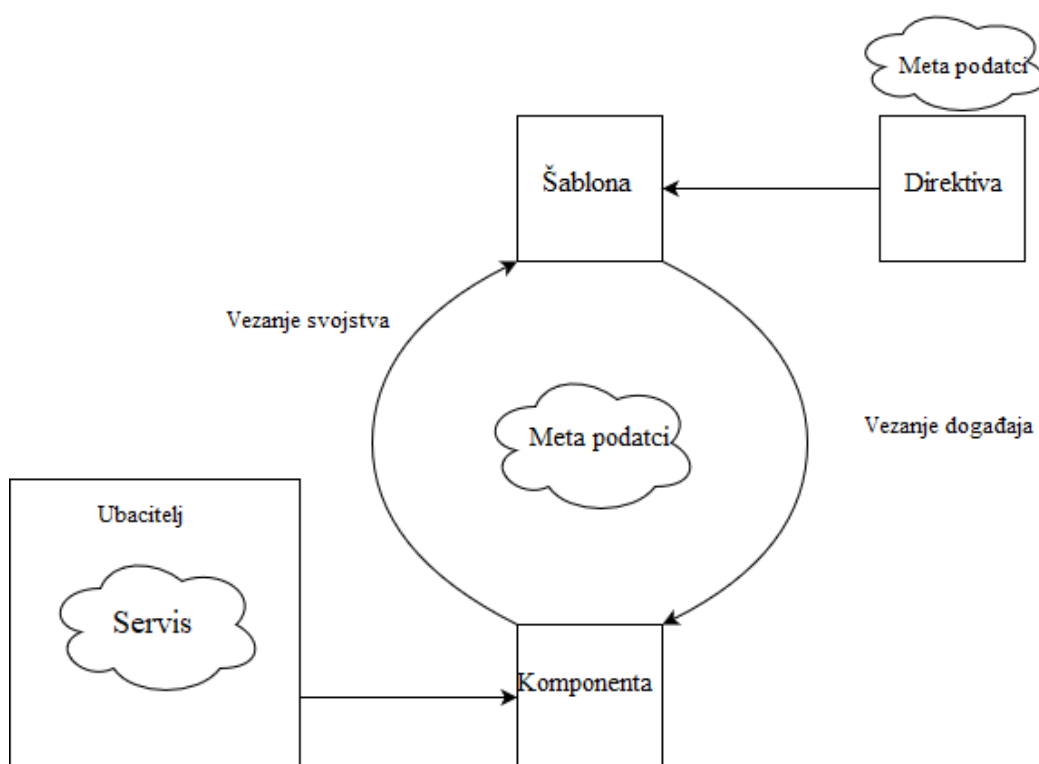 Meta podatci
Šablona
Direktiva
Vezanje svojstva
Meta podatci
Vezanje događaja
Ubacitelj
Servis
Komponenta